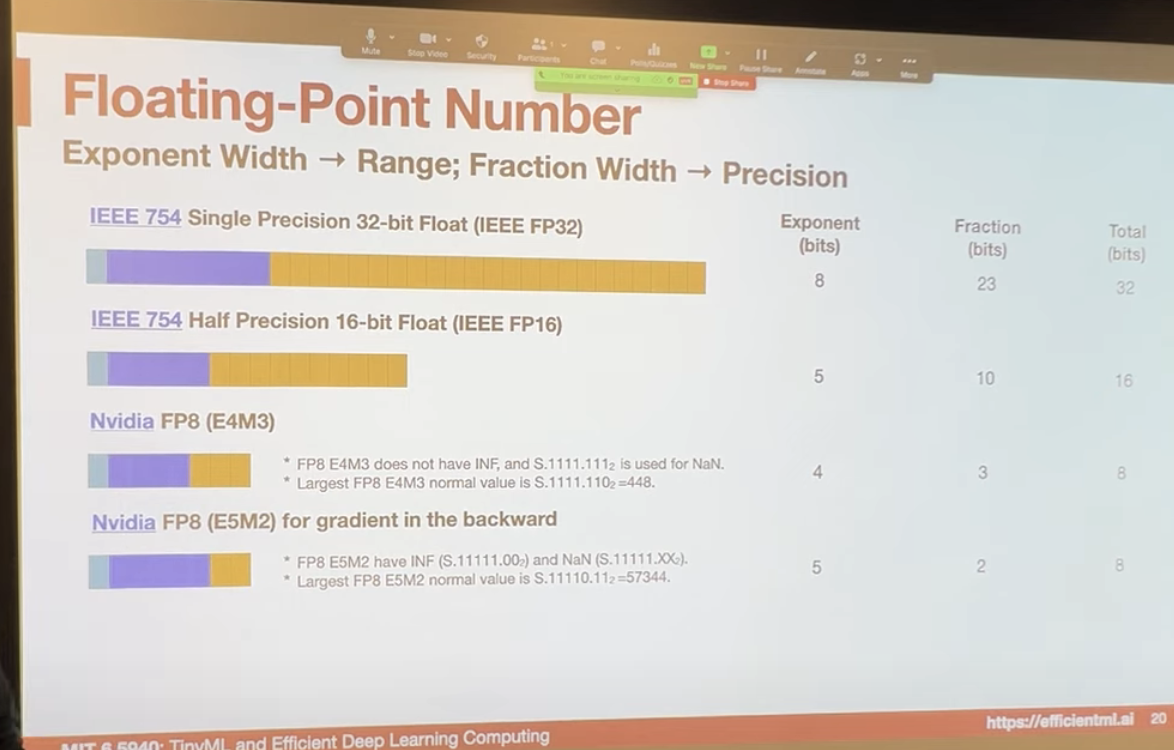 Mute
Stop Video
Security
Participants
Chat
Polls/Quizzes
New Share
Pause Share
Annotate
Apps
More
You are screen sharing
Stop Share
Floating-Point Number
Exponent Width → Range; Fraction Width → Precision
Exponent (bits)
Fraction (bits)
Total (bits)
IEEE 754 Single Precision 32-bit Float (IEEE FP32)
8 23 32
IEEE 754 Half Precision 16-bit Float (IEEE FP16)
5 10 16
Nvidia FP8 (E4M3)
* FP8 E4M3 does not have INF, and S.1111.111₂ is used for NaN.
* Largest FP8 E4M3 normal value is S.1111.110₂=448.
4 3 8
Nvidia FP8 (E5M2) for gradient in the backward
* FP8 E5M2 have INF (S.11111.00₂) and NaN (S.11111.XX₂).
* Largest FP8 E5M2 normal value is S.11110.11₂=57344.
5 2 8
MIT 6.5940: TinyML and Efficient Deep Learning Computing
https://efficientml.ai 20